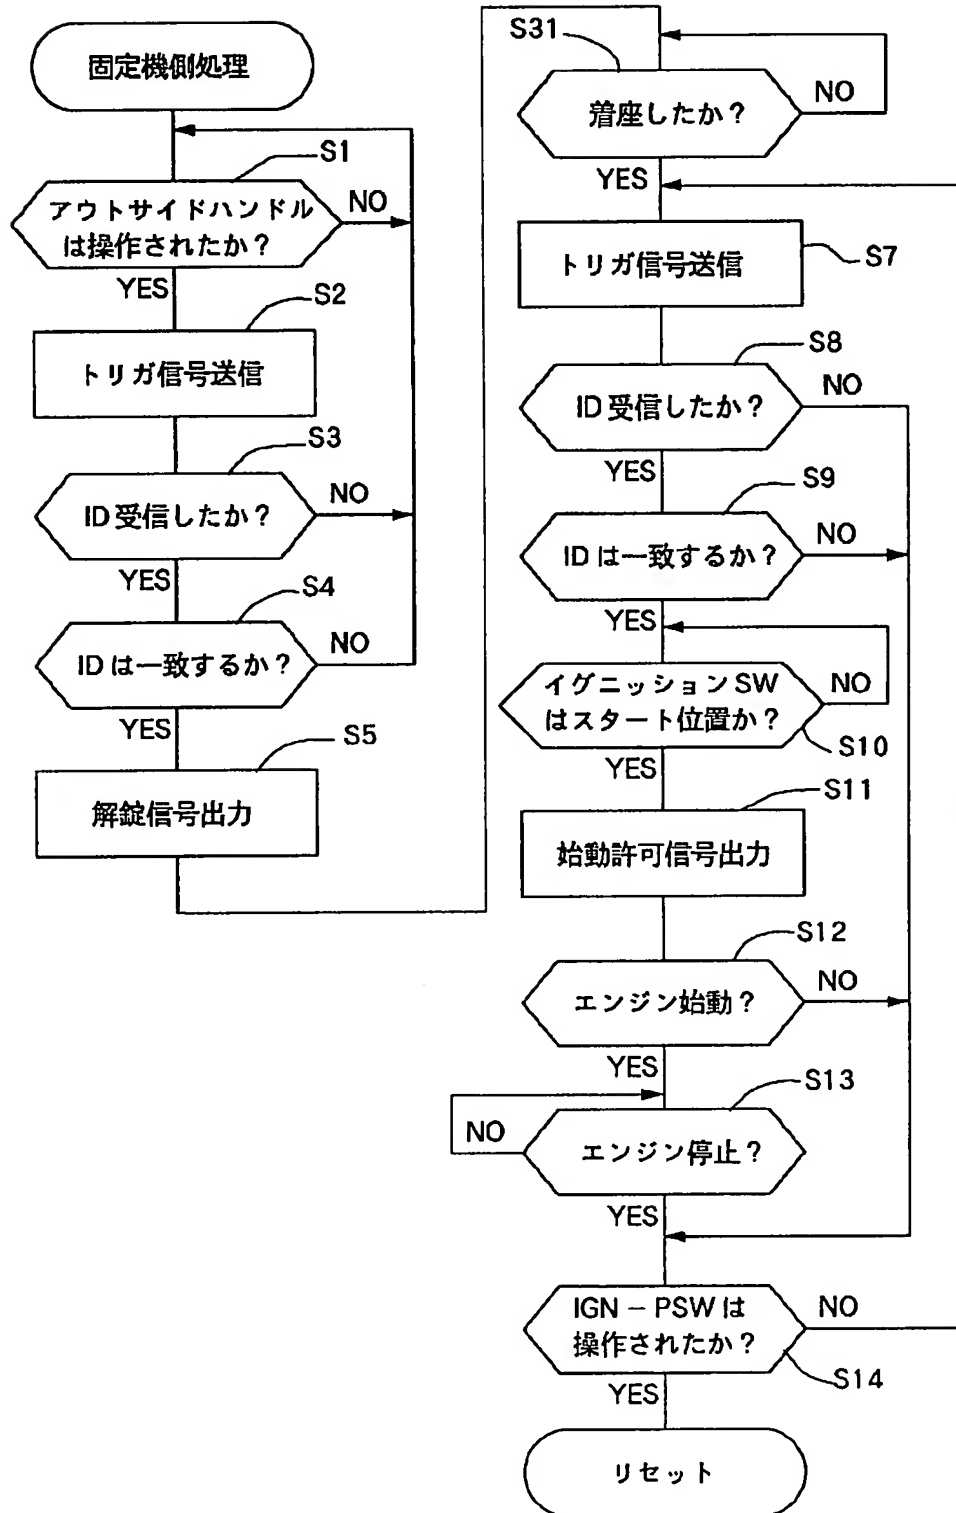 固定機側処理
S1
アウトサイドハンドル
は操作されたか？
NO
YES
S2
トリガ信号送信
S3
ID受信したか？
NO
YES
S4
IDは一致するか？
NO
YES
S5
解錠信号出力
S31
着座したか？
NO
YES
S7
トリガ信号送信
S8
ID受信したか？
NO
YES
S9
IDは一致するか？
NO
YES
イグニッションSW
はスタート位置か？
NO
S10
YES
S11
始動許可信号出力
S12
エンジン始動？
NO
YES
S13
エンジン停止？
NO
YES
IGN－PSWは
操作されたか？
NO
S14
YES
リセット